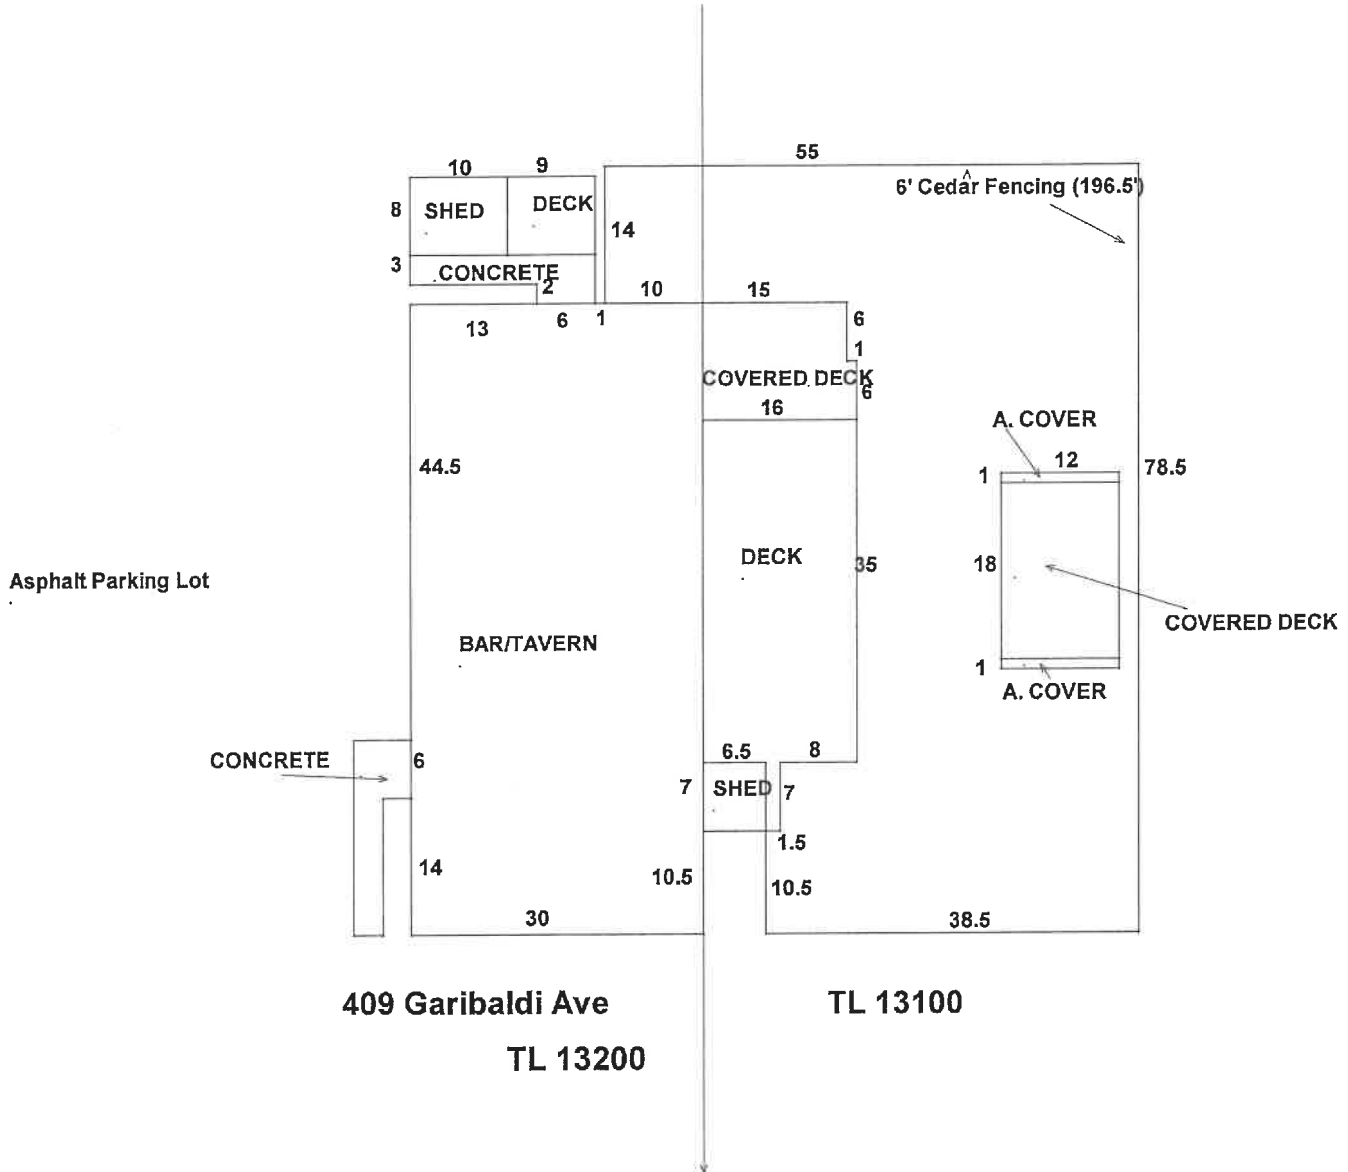 55
10
9
6' Cedar Fencing (196.5')
8
SHED
DECK
14
3
CONCRETE
2
10
15
13
6
1
6
1
COVERED DECK
6
16
A. COVER
12
1
44.5
78.5
DECK
35
18
Asphalt Parking Lot
COVERED DECK
BAR/TAVERN
1
A. COVER
CONCRETE
6
6.5
8
7
SHED
7
1.5
14
10.5
10.5
30
38.5
409 Garibaldi Ave
TL 13100
TL 13200